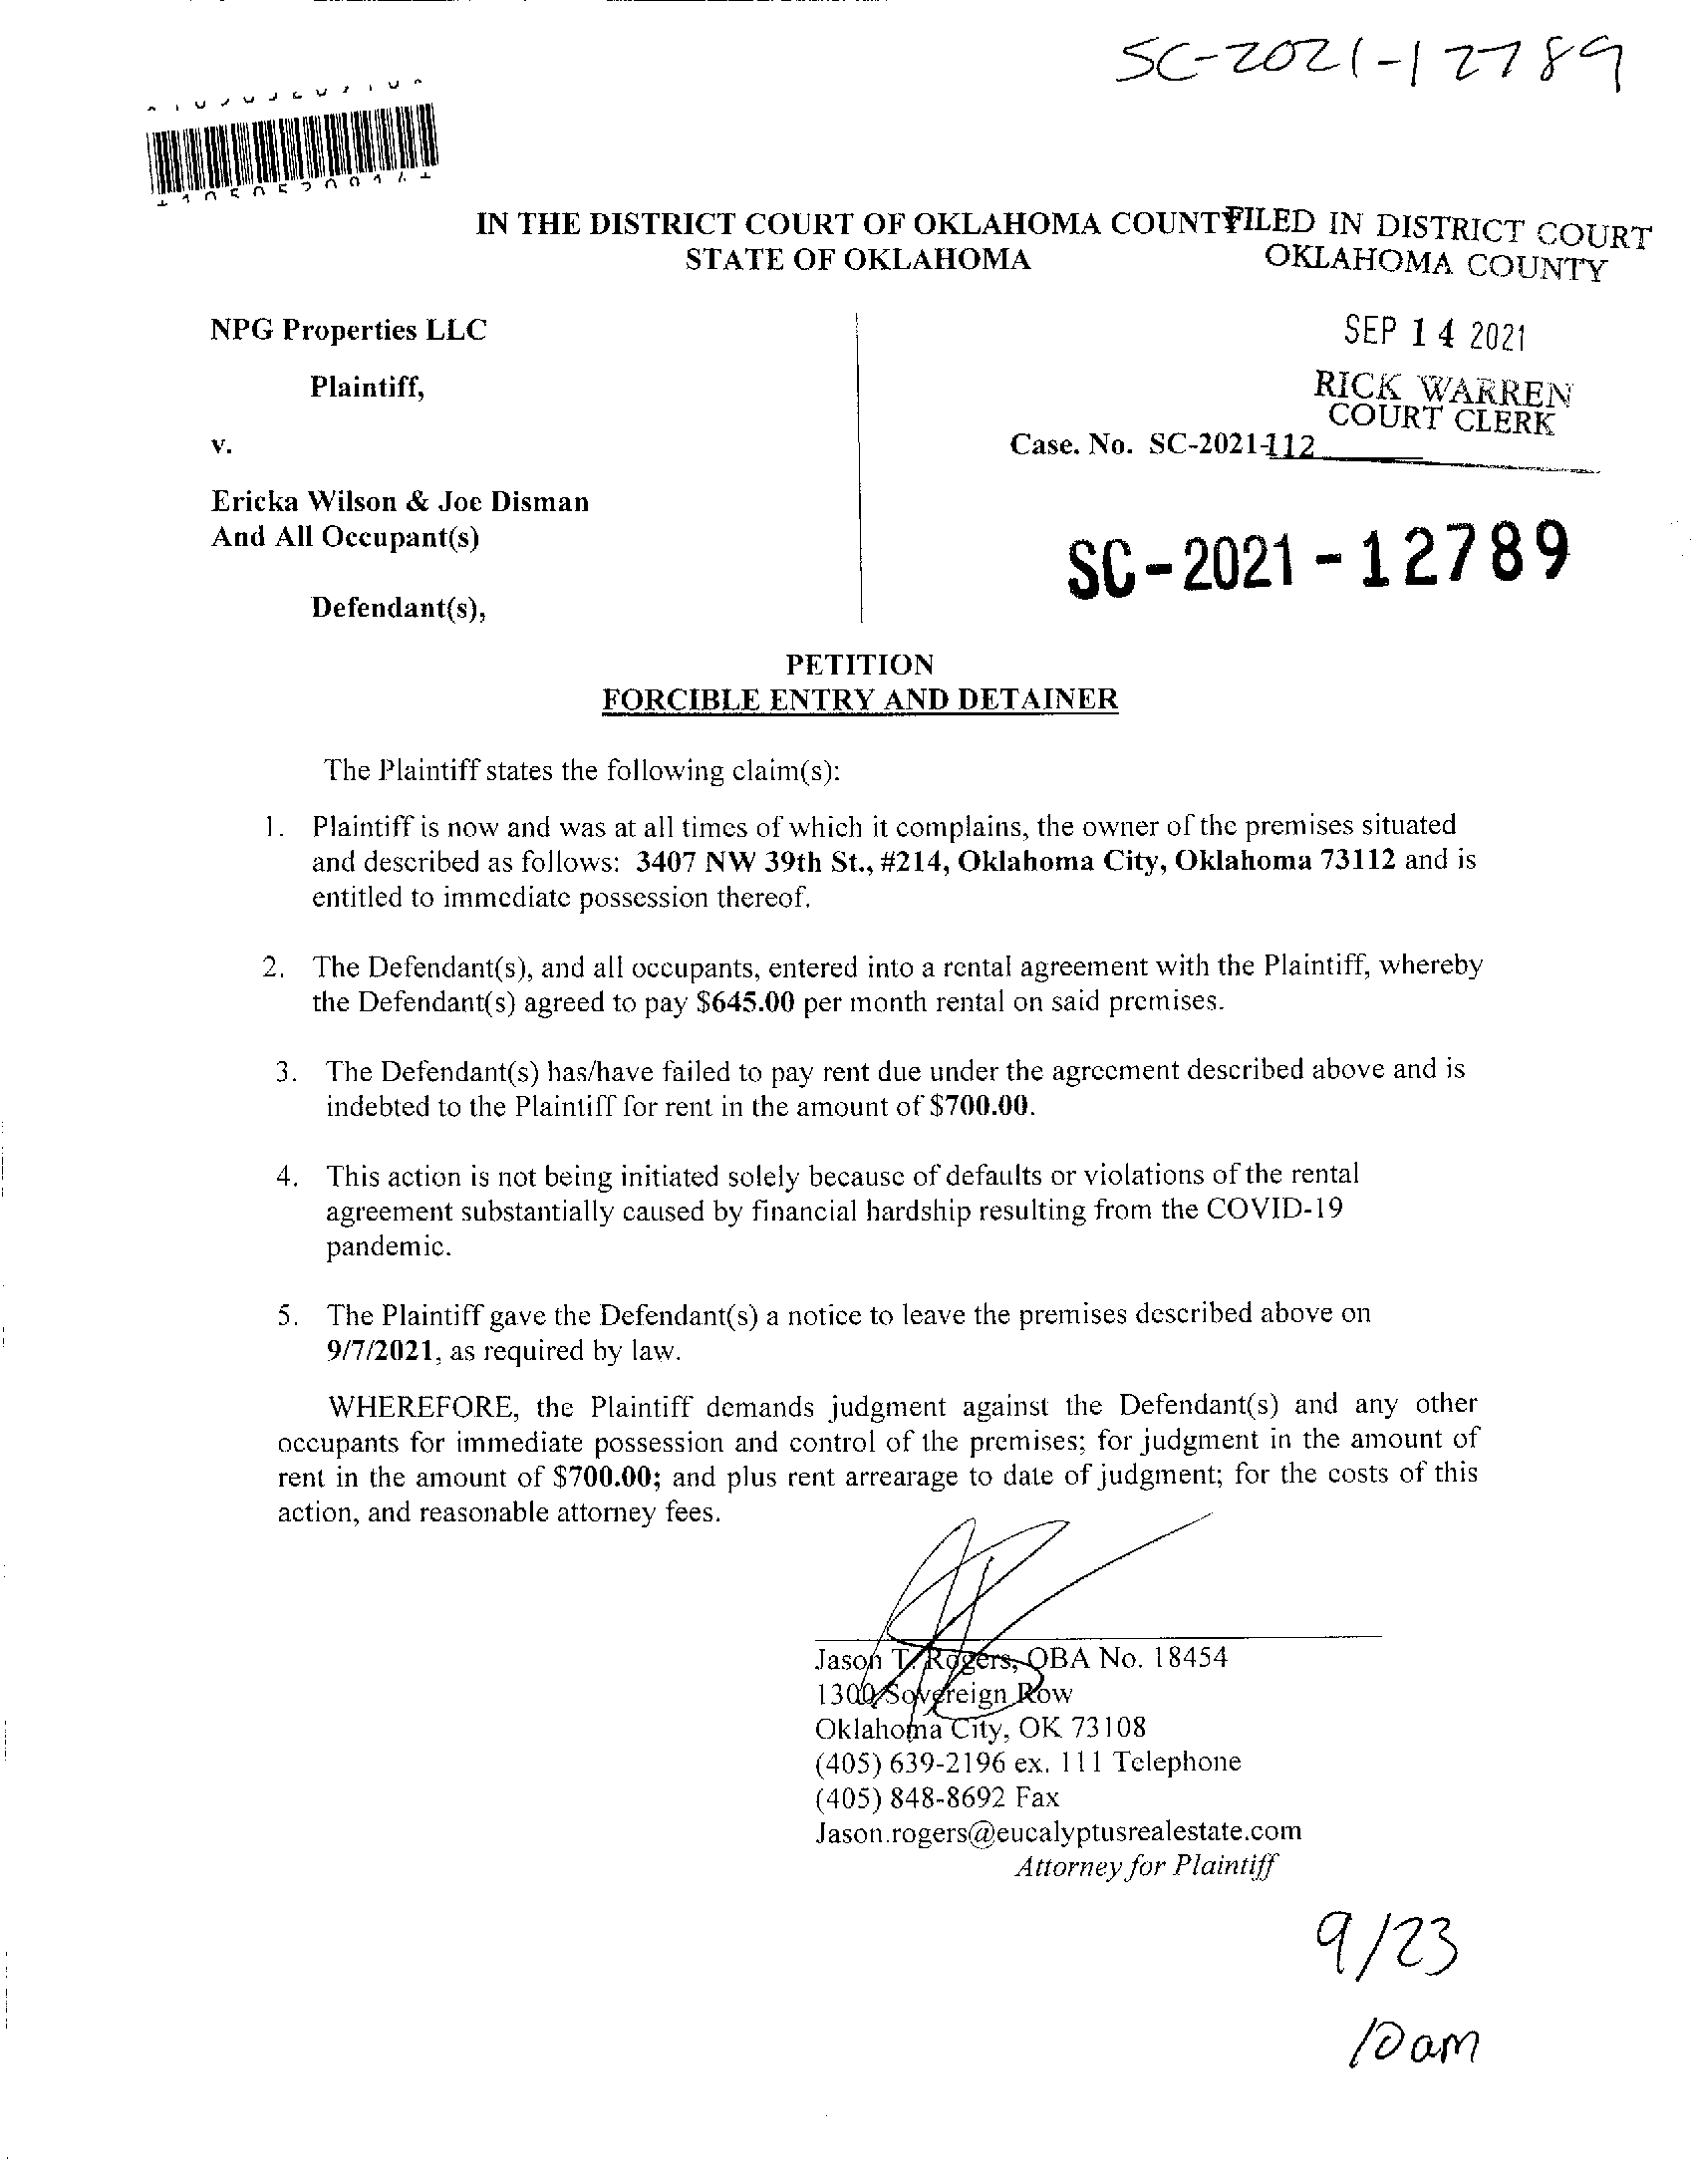 SC-2021-12789
IN THE DISTRICT COURT OF OKLAHOMA COUNTY
STATE OF OKLAHOMA
FILED IN DISTRICT COURT
OKLAHOMA COUNTY
SEP 14 2021
RICK WARREN
COURT CLERK
NPG Properties LLC
Plaintiff,
v.
Case. No. SC-2021-112
Ericka Wilson & Joe Disman
And All Occupant(s)
SC-2021-12789
Defendant(s),
PETITION
FORCIBLE ENTRY AND DETAINER
The Plaintiff states the following claim(s):
1. Plaintiff is now and was at all times of which it complains, the owner of the premises situated
and described as follows: 3407 NW 39th St., #214, Oklahoma City, Oklahoma 73112 and is
entitled to immediate possession thereof.
2. The Defendant(s), and all occupants, entered into a rental agreement with the Plaintiff, whereby
the Defendant(s) agreed to pay $645.00 per month rental on said premises.
3. The Defendant(s) has/have failed to pay rent due under the agreement described above and is
indebted to the Plaintiff for rent in the amount of $700.00.
4. This action is not being initiated solely because of defaults or violations of the rental
agreement substantially caused by financial hardship resulting from the COVID-19
pandemic.
5. The Plaintiff gave the Defendant(s) a notice to leave the premises described above on
9/7/2021, as required by law.
WHEREFORE, the Plaintiff demands judgment against the Defendant(s) and any other
occupants for immediate possession and control of the premises; for judgment in the amount of
rent in the amount of $700.00; and plus rent arrearage to date of judgment; for the costs of this
action, and reasonable attorney fees.
Jason T. Rogers, OBA No. 18454
1300 Sovereign Row
Oklahoma City, OK 73108
(405) 639-2196 ex. 111 Telephone
(405) 848-8692 Fax
Jason.rogers@eucalyptusrealestate.com
Attorney for Plaintiff
9/23
10am